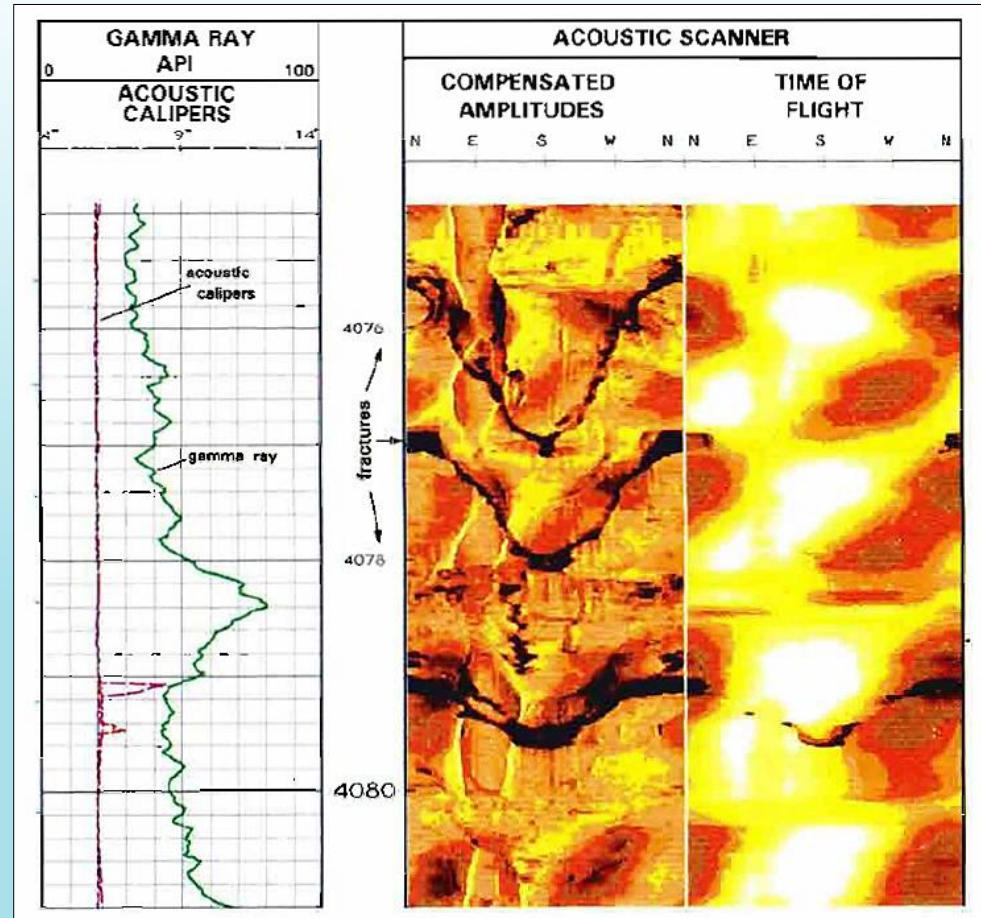 GAMMA RAY
API
0 100
ACOUSTIC
CALIPERS
9" 14"
ACOUSTIC SCANNER
COMPENSATED
AMPLITUDES
TIME OF
FLIGHT
N E S W N N E S W N
acoustic
calipers
4076
fractures
gamma ray
4078
4080